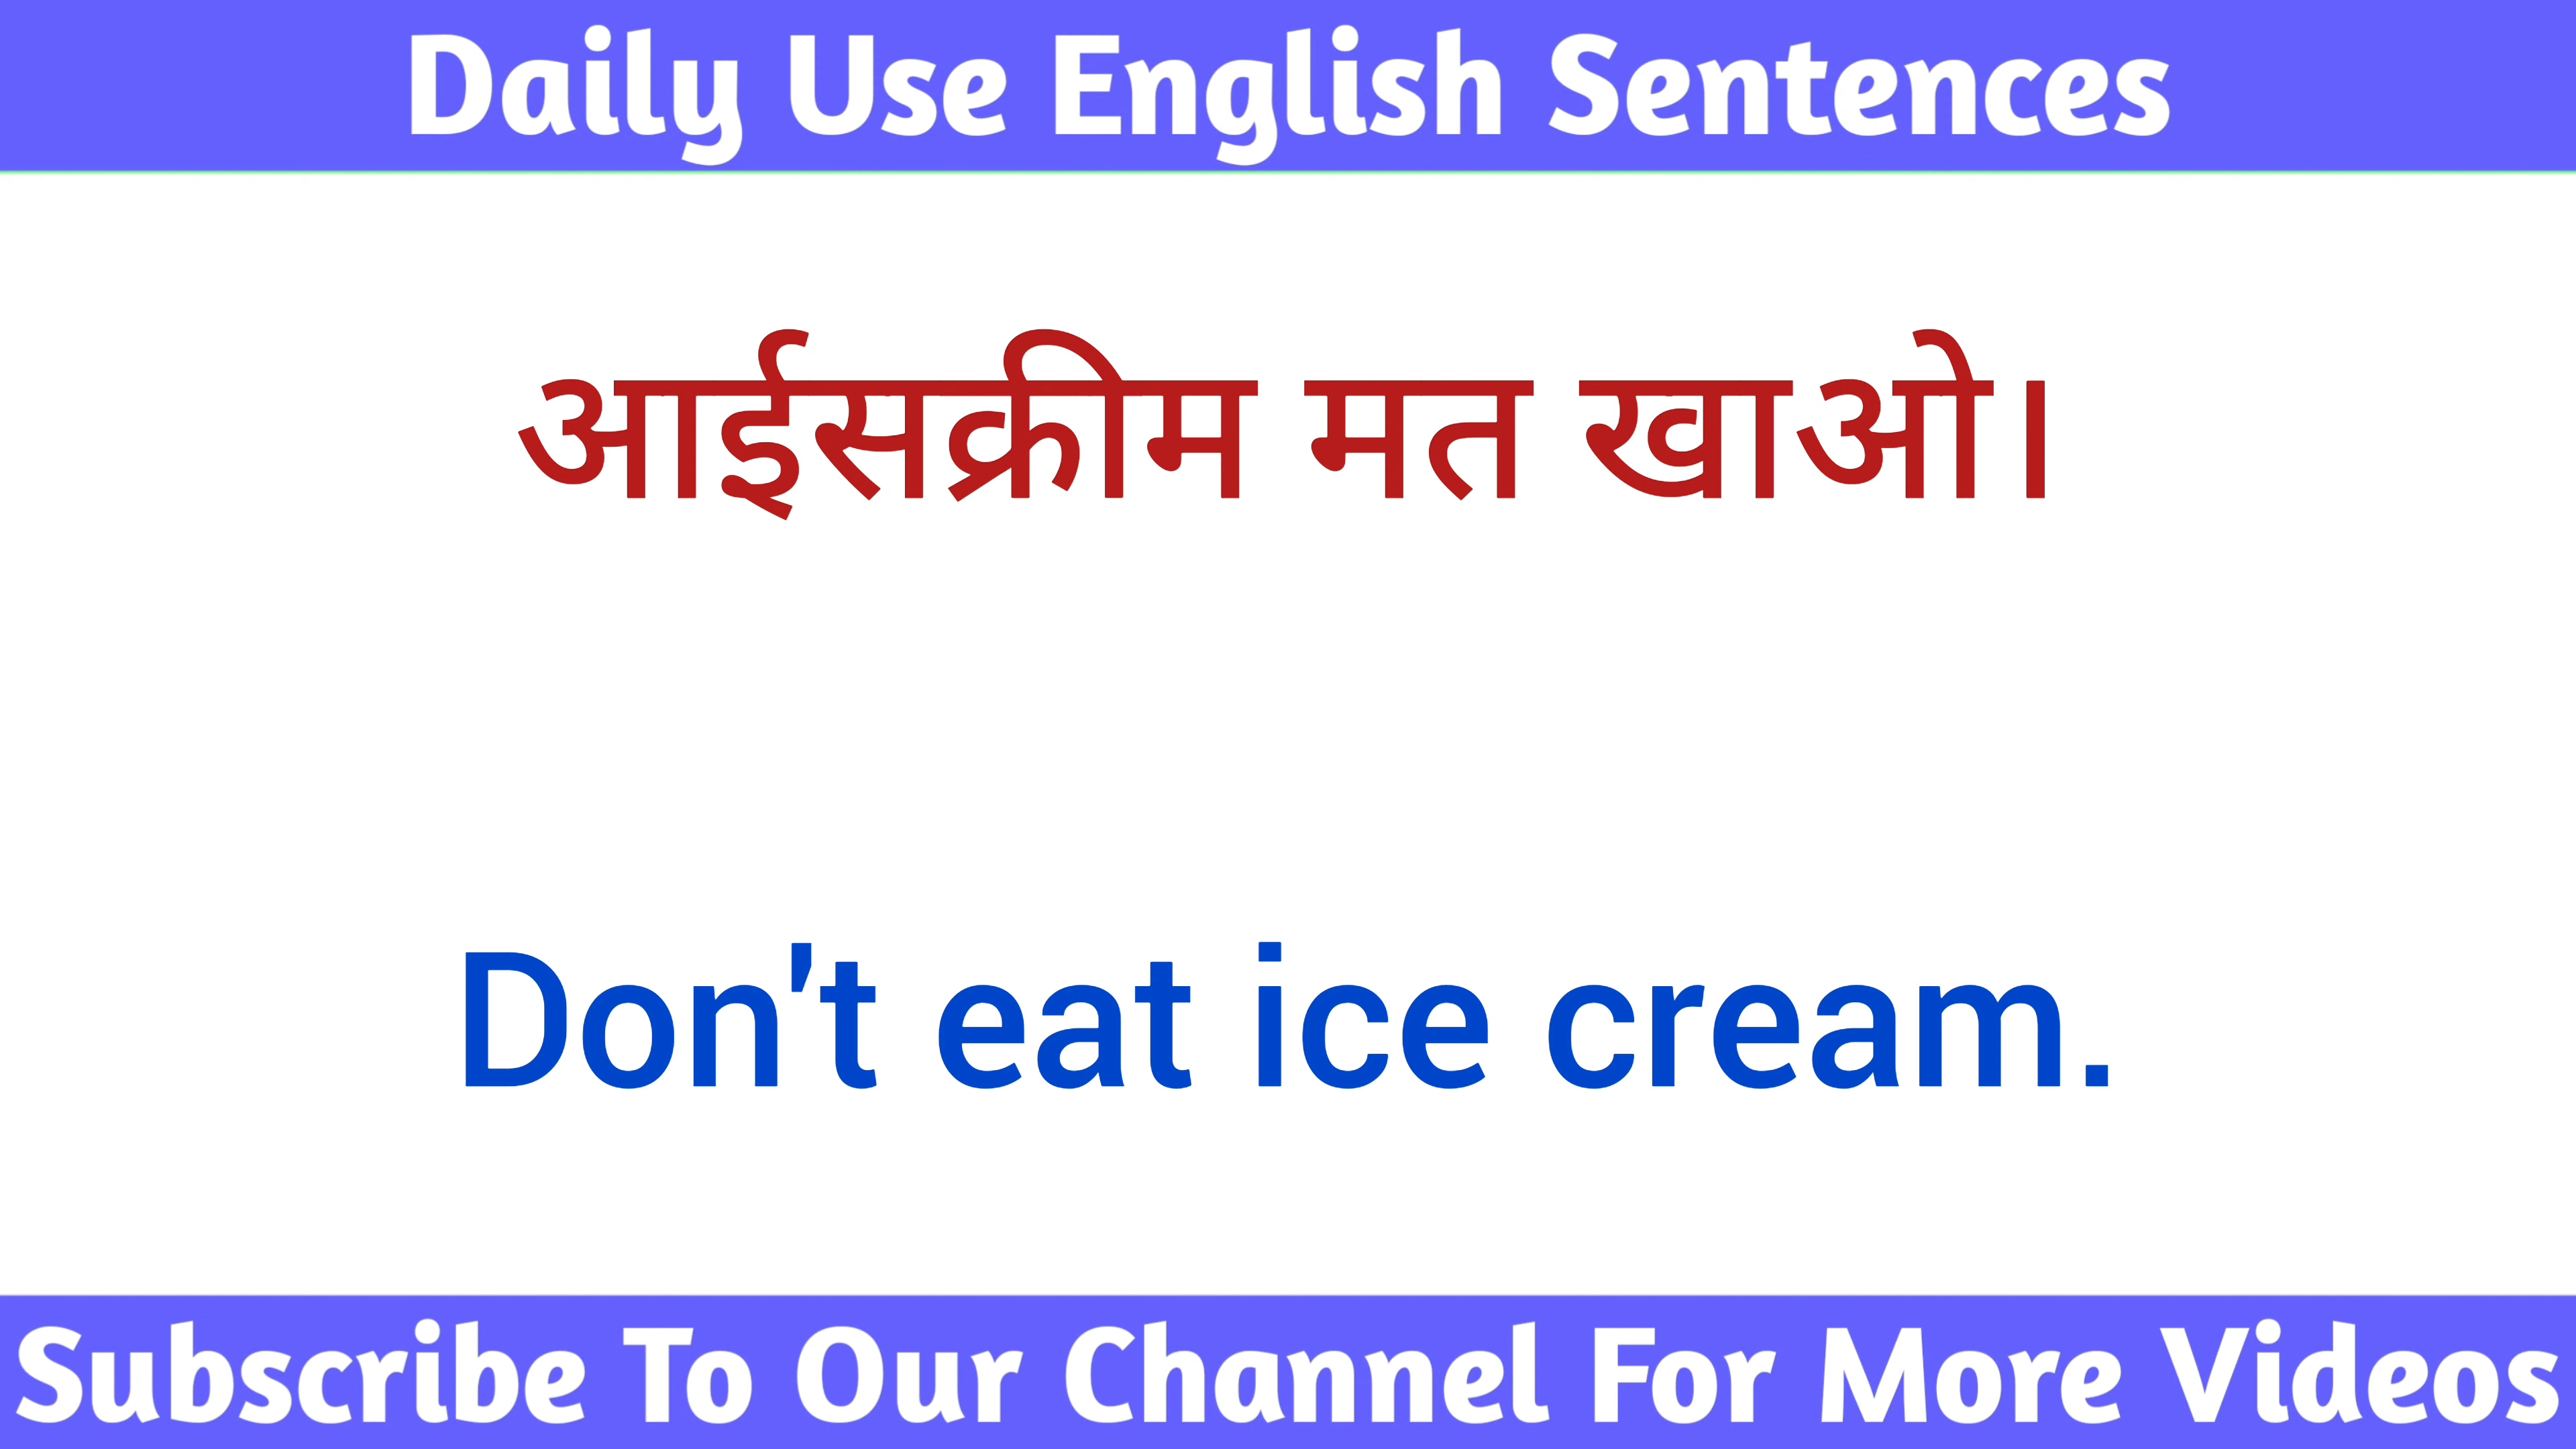 Daily Use English Sentences
आईसक्रीम मत खाओ।
Don't eat ice cream.
Subscribe To Our Channel For More Videos